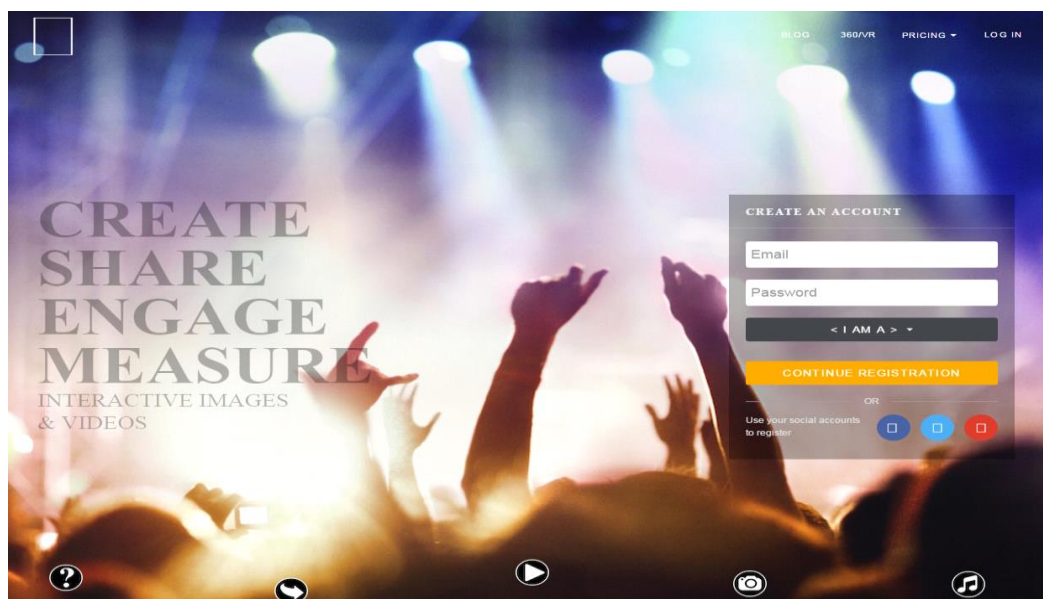 BLOG 360/VR PRICING LOG IN
CREATE
SHARE
ENGAGE
MEASURE
INTERACTIVE IMAGES
& VIDEOS
CREATE AN ACCOUNT
Email
Password
< I AM A >
CONTINUE REGISTRATION
OR
Use your social accounts
to register
?